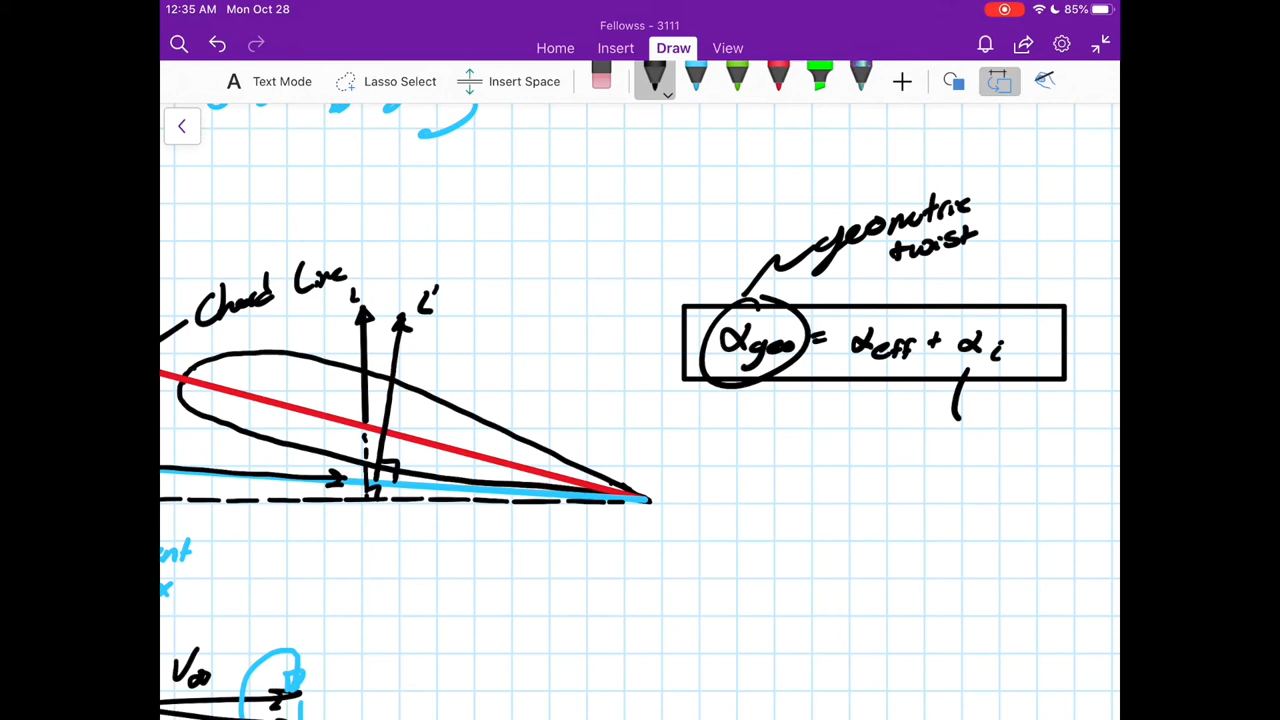 12:35 AM Mon Oct 28
85%
Fellowss - 3111
Home Insert Draw View
Text Mode Lasso Select Insert Space
geometric
twist
Chord Line
L L'
αgeo = αeff + αi
V∞